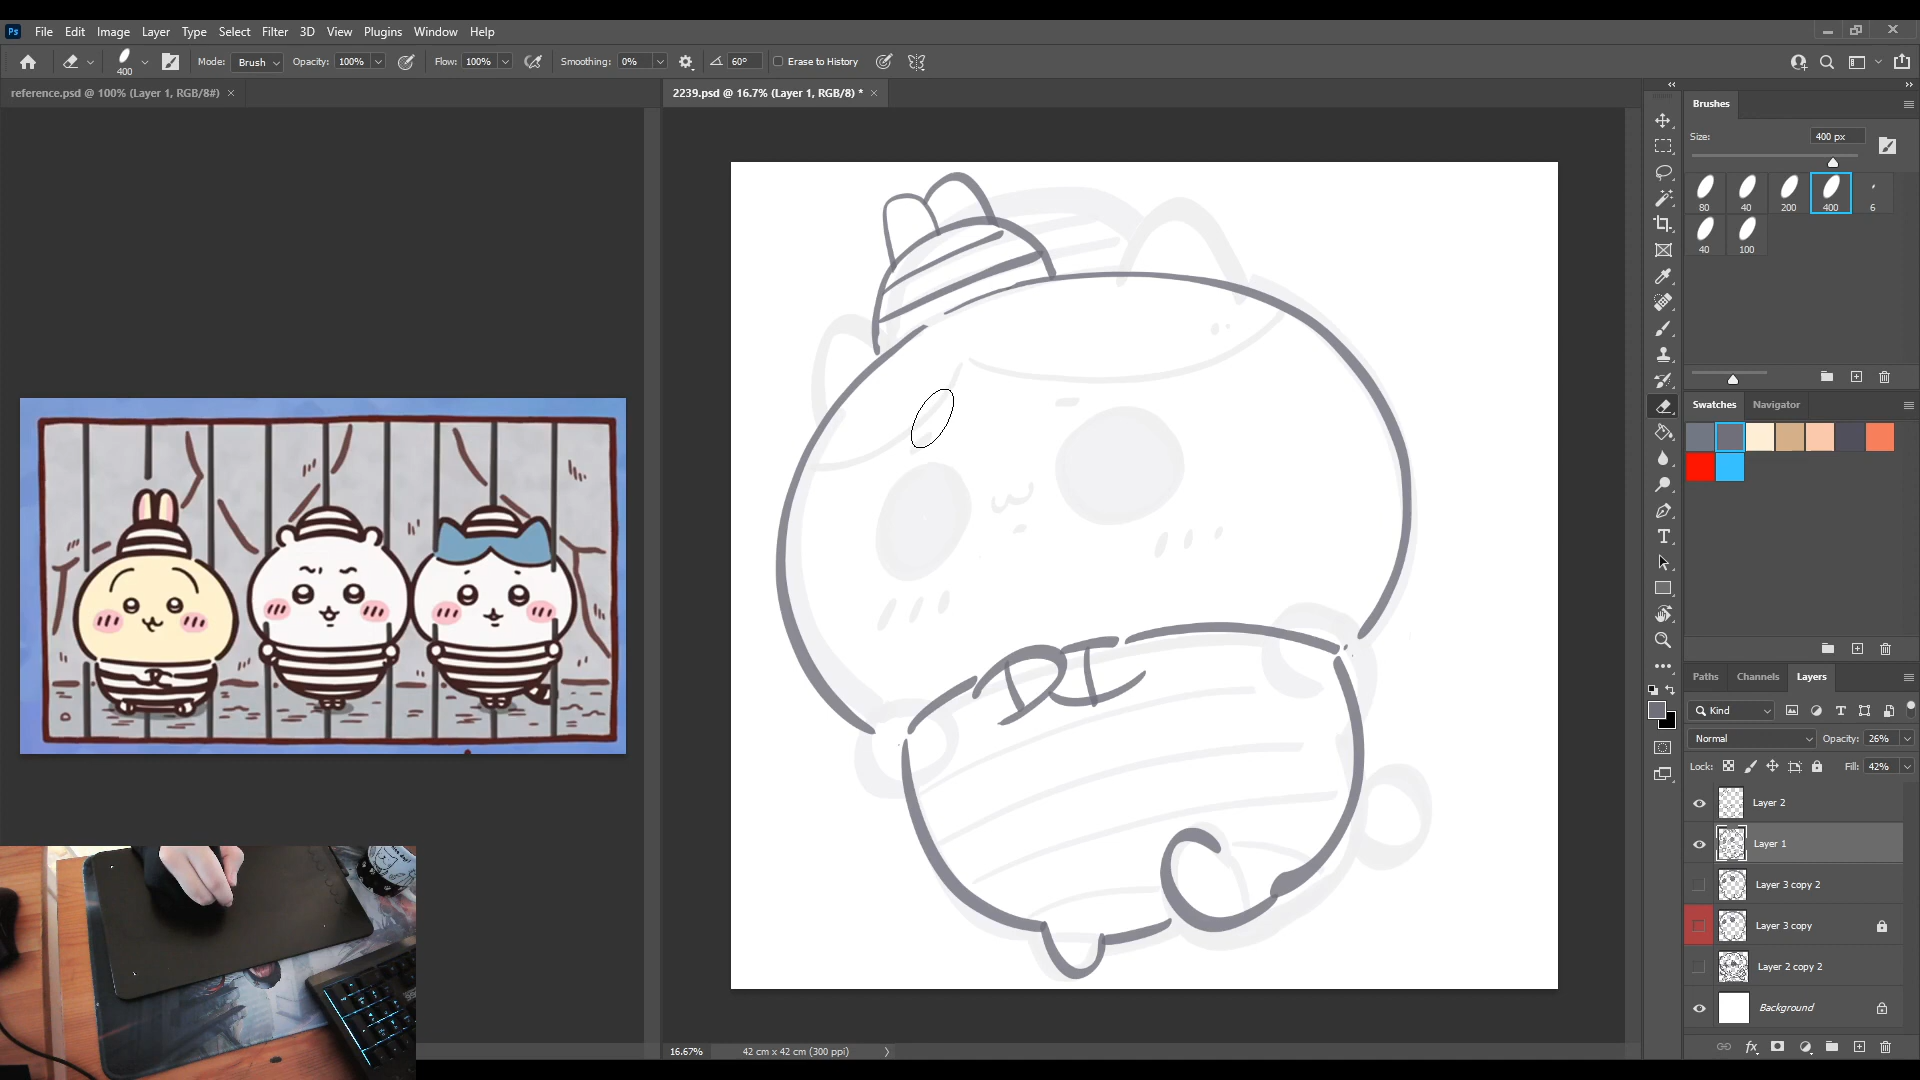 Ps File Edit Image Layer Type Select Filter 3D View Plugins Window Help
400 Mode: Brush Opacity: 100% Flow: 100% Smoothing: 0% 60° Erase to History
reference.psd @ 100% (Layer 1, RGB/8#) ×
2239.psd @ 16.7% (Layer 1, RGB/8) * ×
Brushes
Size: 400 px
80 40 200 400 6
40 100
Swatches Navigator
Paths Channels Layers
Kind
Normal Opacity: 26%
Lock: Fill: 42%
Layer 2
Layer 1
Layer 3 copy 2
Layer 3 copy
Layer 2 copy 2
Background
fx
16.67% 42 cm x 42 cm (300 ppi)